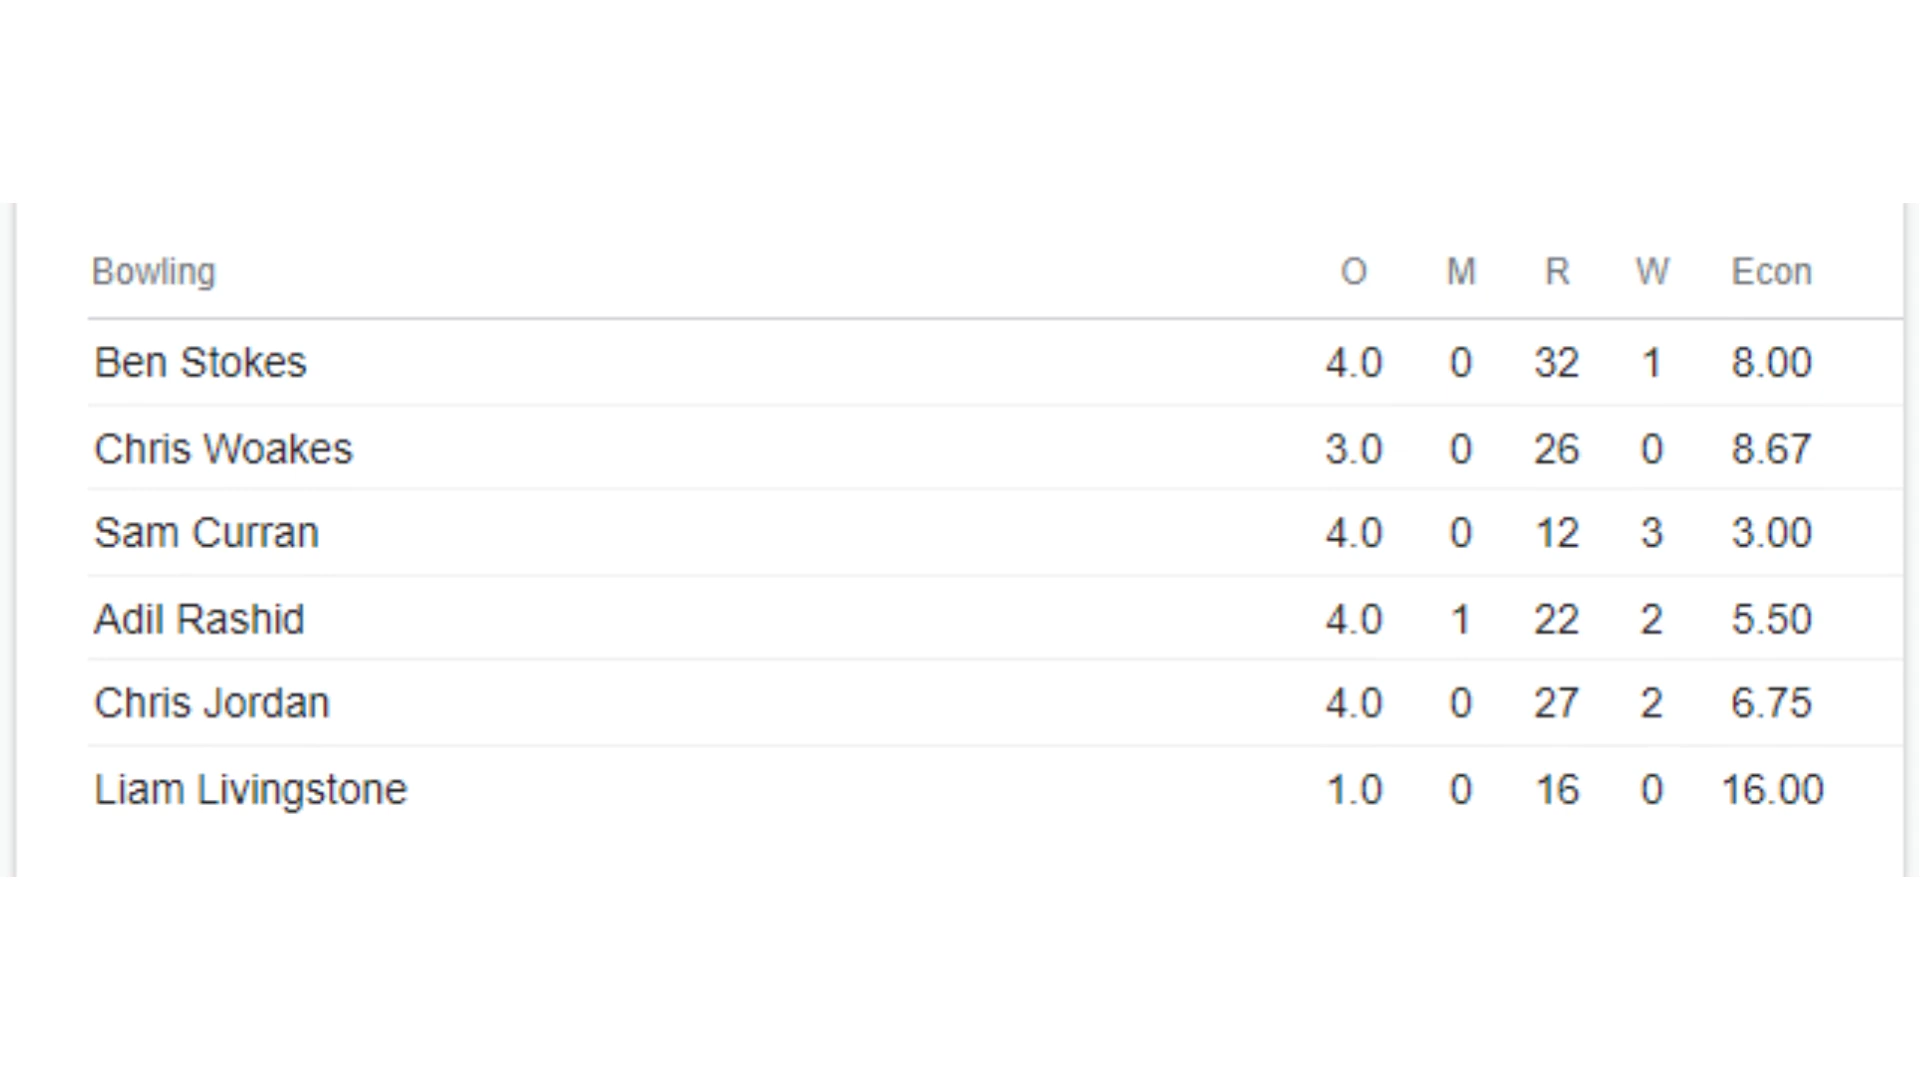 Bowling O M R W Econ
Ben Stokes 4.0 0 32 1 8.00
Chris Woakes 3.0 0 26 0 8.67
Sam Curran 4.0 0 12 3 3.00
Adil Rashid 4.0 1 22 2 5.50
Chris Jordan 4.0 0 27 2 6.75
Liam Livingstone 1.0 0 16 0 16.00